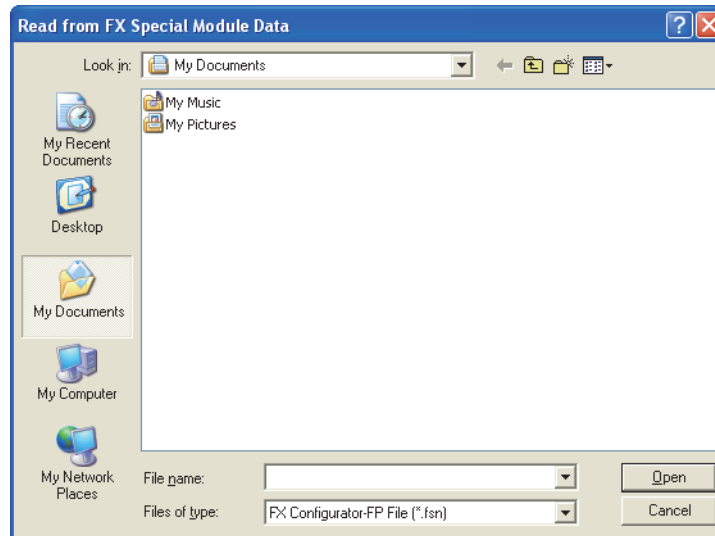 Read from FX Special Module Data
Look in:
My Documents
My Music
My Pictures
My Recent
Documents
Desktop
My Documents
My Computer
My Network
Places
File name:
Open
Files of type:
FX Configurator-FP File (*.fsn)
Cancel